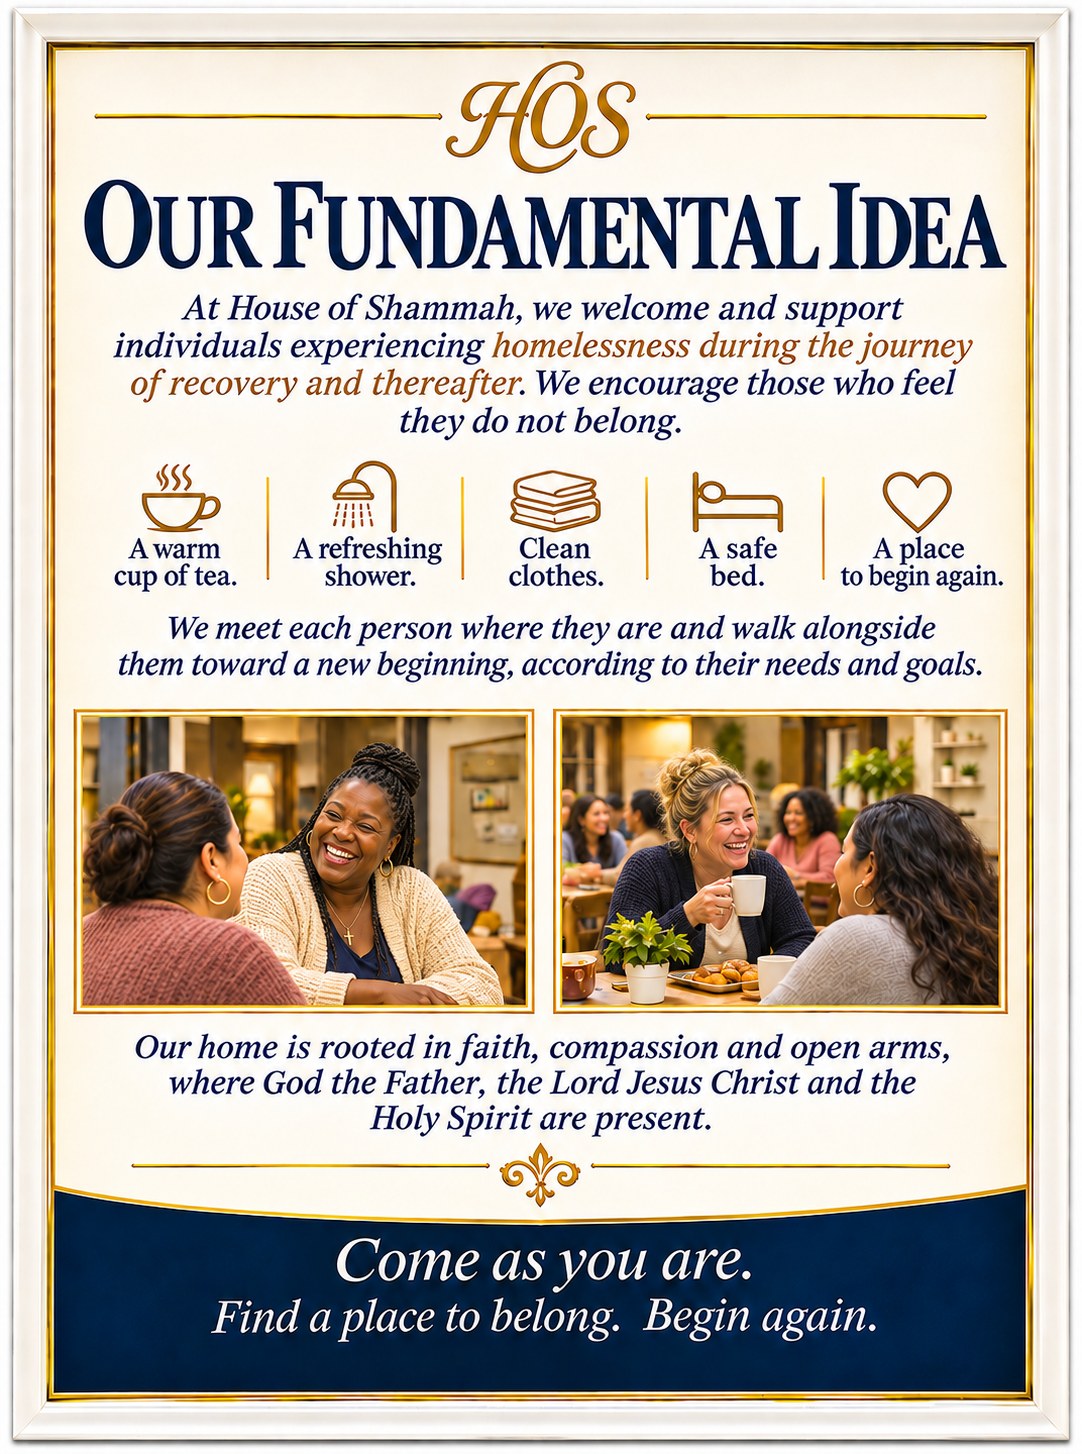 HOS
OUR FUNDAMENTAL IDEA
At House of Shammah, we welcome and support
individuals experiencing homelessness during the journey
of recovery and thereafter. We encourage those who feel
they do not belong.
A warm
cup of tea.
A refreshing
shower.
Clean
clothes.
A safe
bed.
A place
to begin again.
We meet each person where they are and walk alongside
them toward a new beginning, according to their needs and goals.
Our home is rooted in faith, compassion and open arms,
where God the Father, the Lord Jesus Christ and the
Holy Spirit are present.
Come as you are.
Find a place to belong. Begin again.